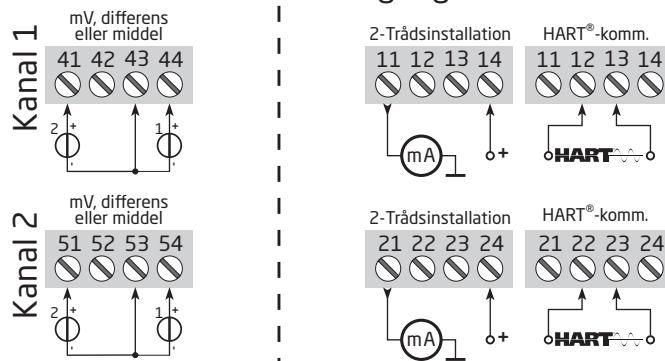 Kanal 1
mV, differens
eller middel
41 42 43 44
2 + - 1 + -
2-Trådsinstallation
11 12 13 14
mA +
HART®-komm.
11 12 13 14
HART
Kanal 2
mV, differens
eller middel
51 52 53 54
2 + - 1 + -
2-Trådsinstallation
21 22 23 24
mA +
HART®-komm.
21 22 23 24
HART